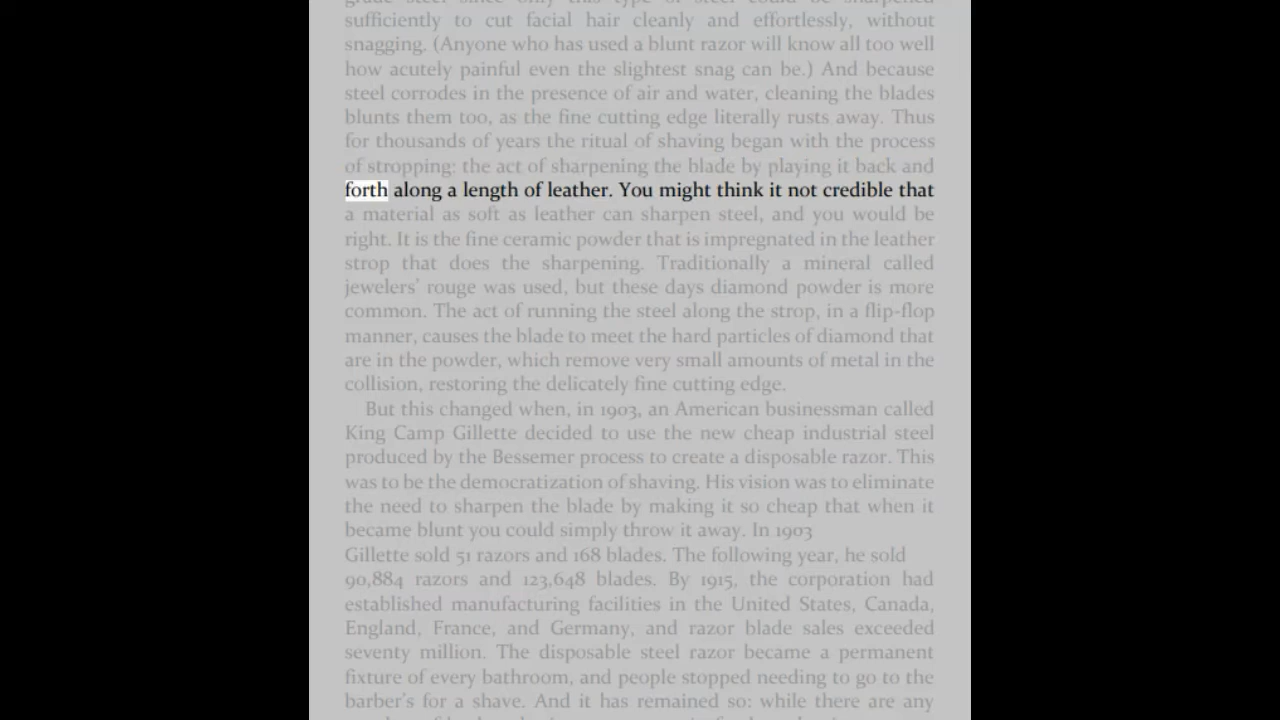 grade steel since only this type of steel could be sharpened
sufficiently to cut facial hair cleanly and effortlessly, without
snagging. (Anyone who has used a blunt razor will know all too well
how acutely painful even the slightest snag can be.) And because
steel corrodes in the presence of air and water, cleaning the blades
blunts them too, as the fine cutting edge literally rusts away. Thus
for thousands of years the ritual of shaving began with the process
of stropping: the act of sharpening the blade by playing it back and
forth along a length of leather. You might think it not credible that
a material as soft as leather can sharpen steel, and you would be
right. It is the fine ceramic powder that is impregnated in the leather
strop that does the sharpening. Traditionally a mineral called
jewelers’ rouge was used, but these days diamond powder is more
common. The act of running the steel along the strop, in a flip-flop
manner, causes the blade to meet the hard particles of diamond that
are in the powder, which remove very small amounts of metal in the
collision, restoring the delicately fine cutting edge.
But this changed when, in 1903, an American businessman called
King Camp Gillette decided to use the new cheap industrial steel
produced by the Bessemer process to create a disposable razor. This
was to be the democratization of shaving. His vision was to eliminate
the need to sharpen the blade by making it so cheap that when it
became blunt you could simply throw it away. In 1903
Gillette sold 51 razors and 168 blades. The following year, he sold
90,884 razors and 123,648 blades. By 1915, the corporation had
established manufacturing facilities in the United States, Canada,
England, France, and Germany, and razor blade sales exceeded
seventy million. The disposable steel razor became a permanent
fixture of every bathroom, and people stopped needing to go to the
barber’s for a shave. And it has remained so: while there are any